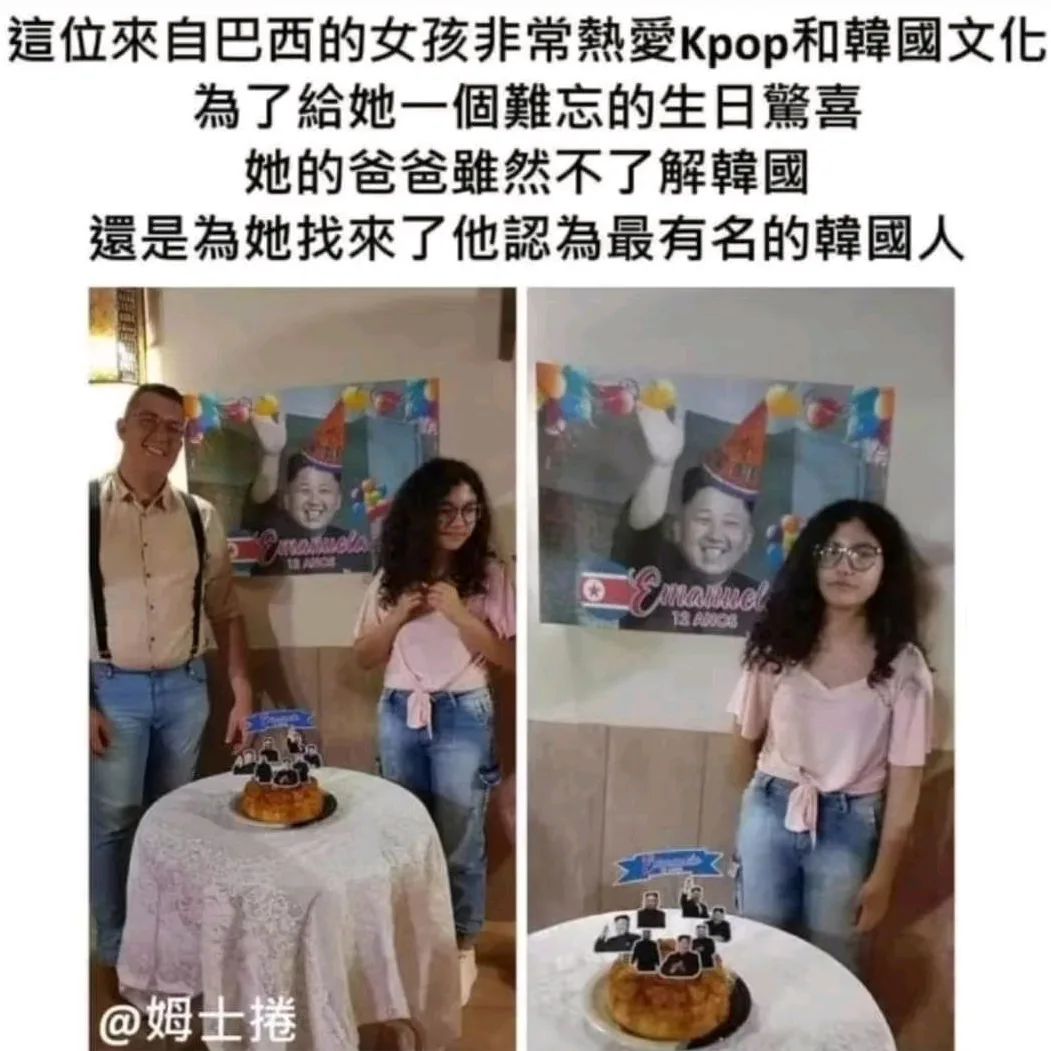 這位來自巴西的女孩非常熱愛Kpop和韓國文化
為了給她一個難忘的生日驚喜
她的爸爸雖然不了解韓國
還是為她找來了他認為最有名的韓國人
Emanuele
12 ANOS
Emanuel
12 ANOS
@姆士捲